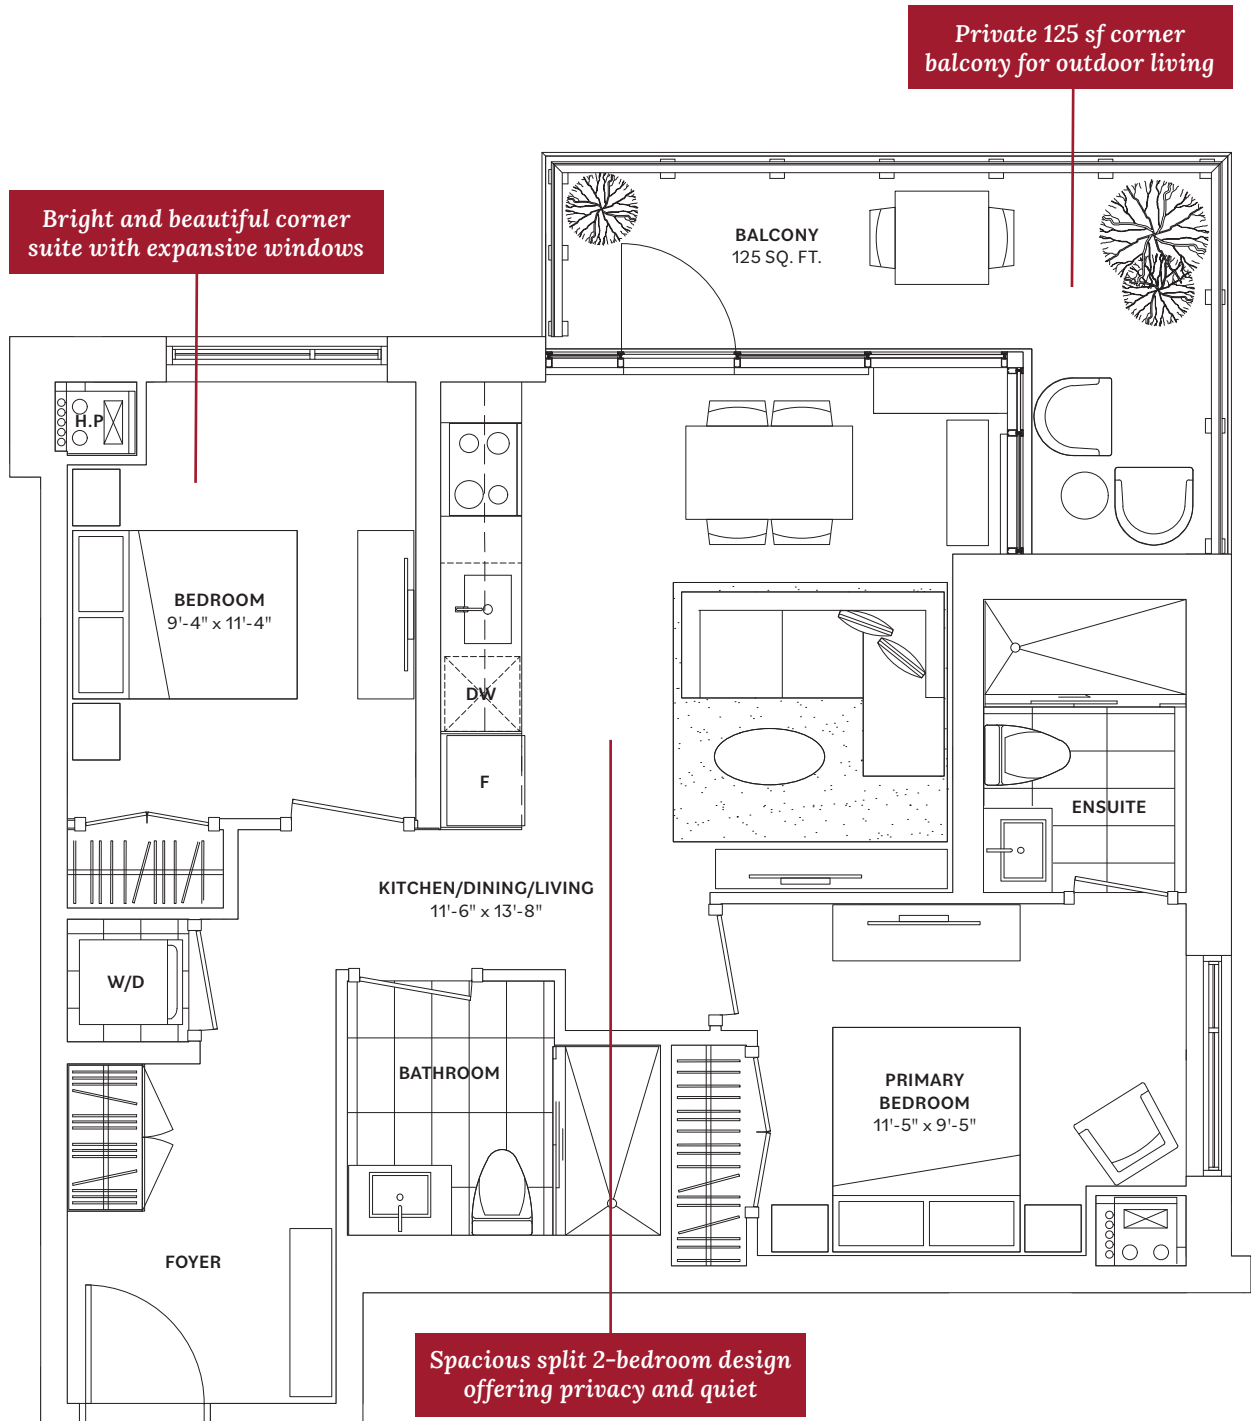 Private 125 sf corner
balcony for outdoor living
Bright and beautiful corner
suite with expansive windows
BALCONY
125 SQ. FT.
H.P
BEDROOM
9'-4" x 11'-4"
DW
F
ENSUITE
KITCHEN/DINING/LIVING
11'-6" x 13'-8"
W/D
BATHROOM
PRIMARY
BEDROOM
11'-5" x 9'-5"
FOYER
Spacious split 2-bedroom design
offering privacy and quiet